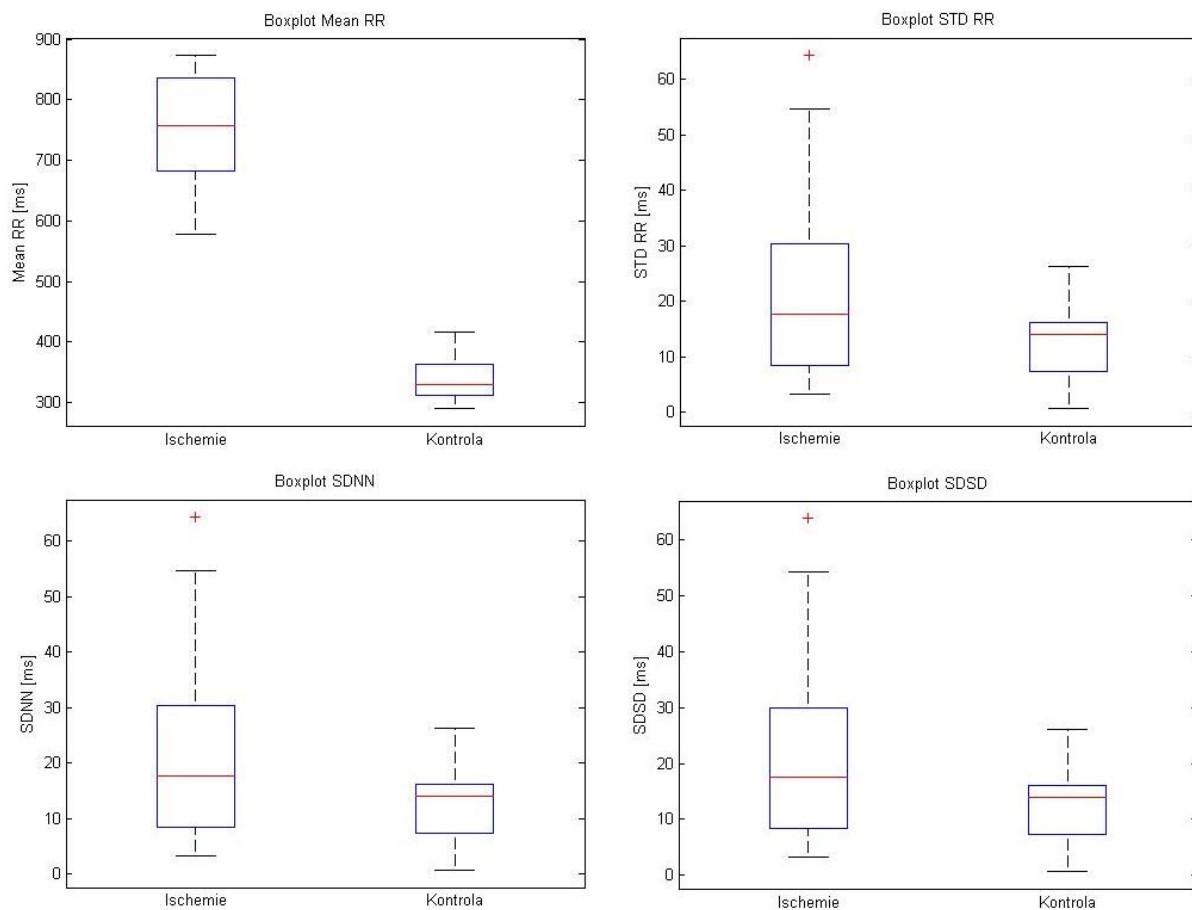 Boxplot Mean RR
900
800
700
600
500
400
300
Mean RR [ms]
Ischemie Kontrola
Boxplot STD RR
60
50
40
30
20
10
0
STD RR [ms]
Ischemie Kontrola
Boxplot SDNN
60
50
40
30
20
10
0
SDNN [ms]
Ischemie Kontrola
Boxplot SDSD
60
50
40
30
20
10
0
SDSD [ms]
Ischemie Kontrola